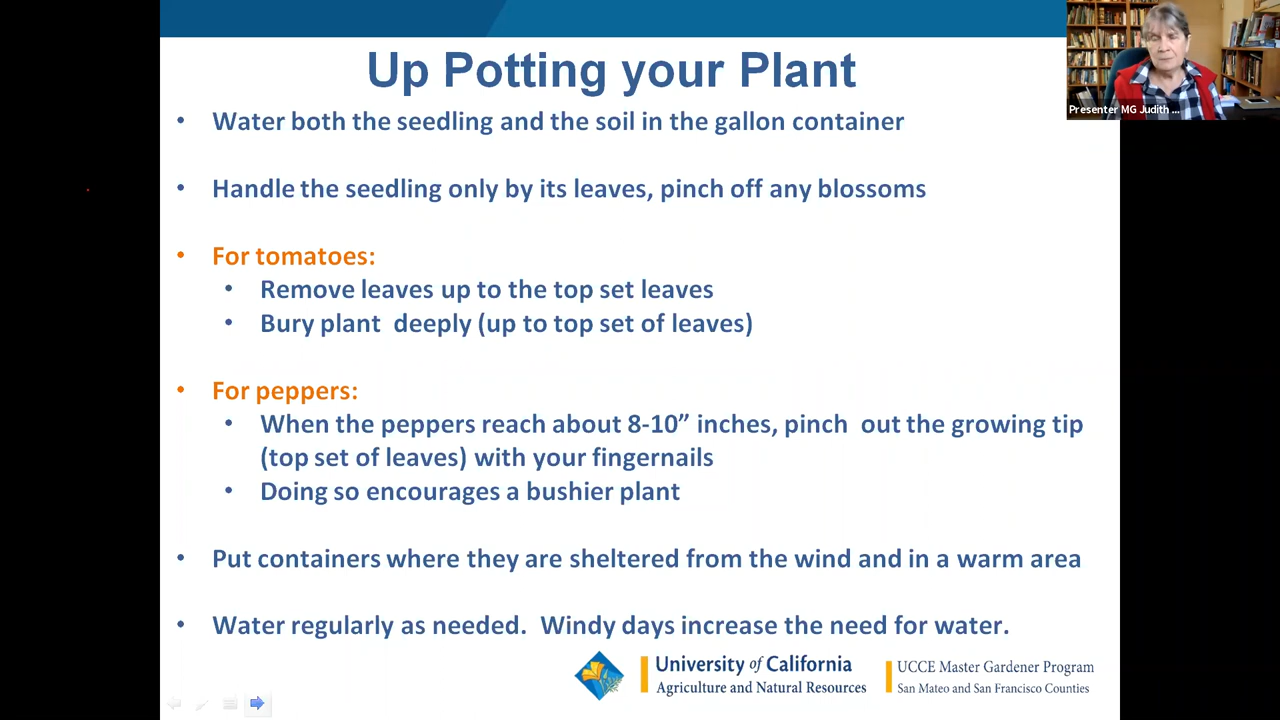 Up Potting your Plant
Presenter MG Judith ...
• Water both the seedling and the soil in the gallon container
• Handle the seedling only by its leaves, pinch off any blossoms
• For tomatoes:
• Remove leaves up to the top set leaves
• Bury plant  deeply (up to top set of leaves)
• For peppers:
• When the peppers reach about 8-10” inches, pinch  out the growing tip
(top set of leaves) with your fingernails
• Doing so encourages a bushier plant
• Put containers where they are sheltered from the wind and in a warm area
• Water regularly as needed.  Windy days increase the need for water.
University of California
Agriculture and Natural Resources
UCCE Master Gardener Program
San Mateo and San Francisco Counties